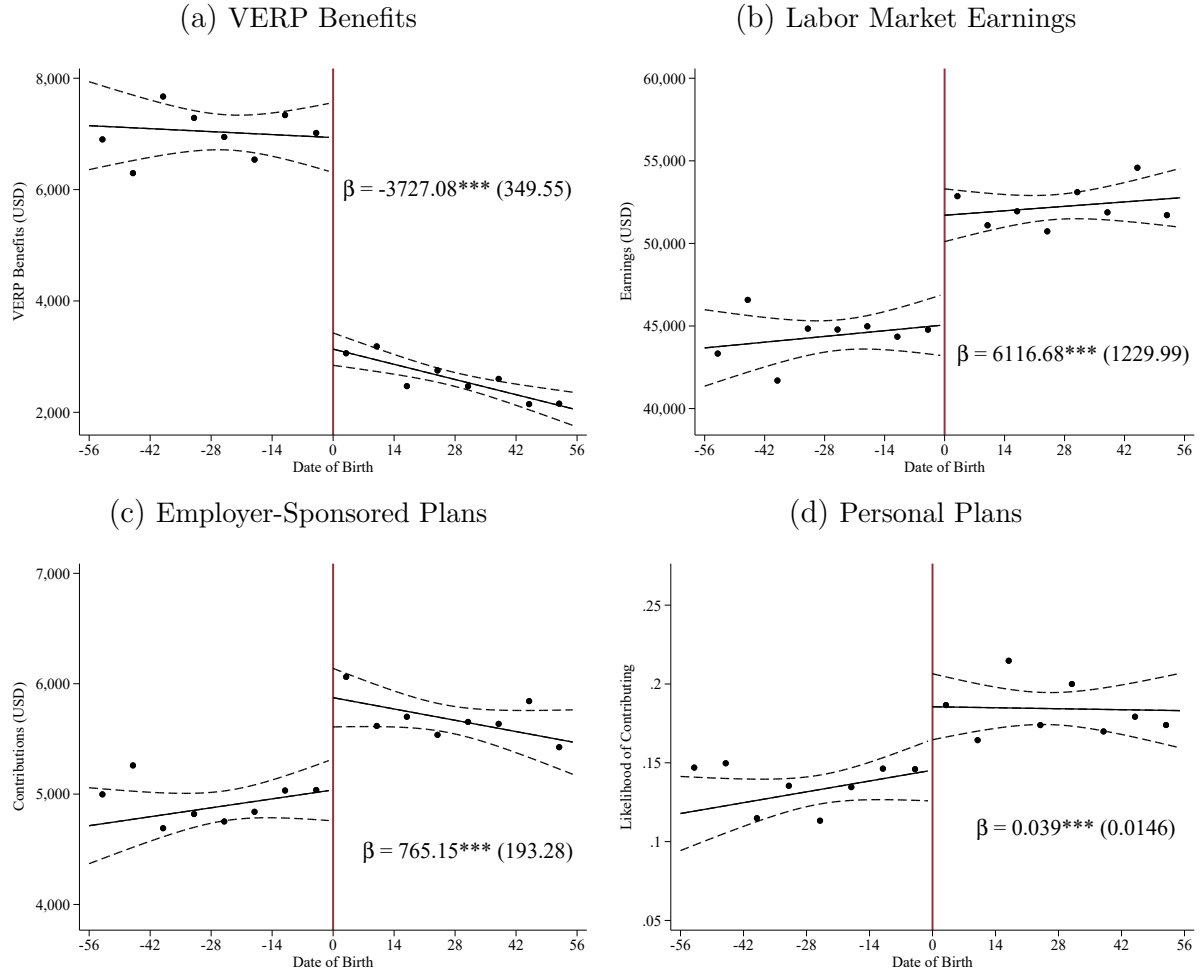 (a) VERP Benefits
8,000
6,000
4,000
2,000
VERP Benefits (USD)
β = -3727.08*** (349.55)
-56 -42 -28 -14 0 14 28 42 56
Date of Birth
(b) Labor Market Earnings
60,000
55,000
50,000
45,000
40,000
Earnings (USD)
β = 6116.68*** (1229.99)
-56 -42 -28 -14 0 14 28 42 56
Date of Birth
(c) Employer-Sponsored Plans
7,000
6,000
5,000
4,000
Contributions (USD)
β = 765.15*** (193.28)
-56 -42 -28 -14 0 14 28 42 56
Date of Birth
(d) Personal Plans
.25
.2
.15
.1
.05
Likelihood of Contributing
β = 0.039*** (0.0146)
-56 -42 -28 -14 0 14 28 42 56
Date of Birth